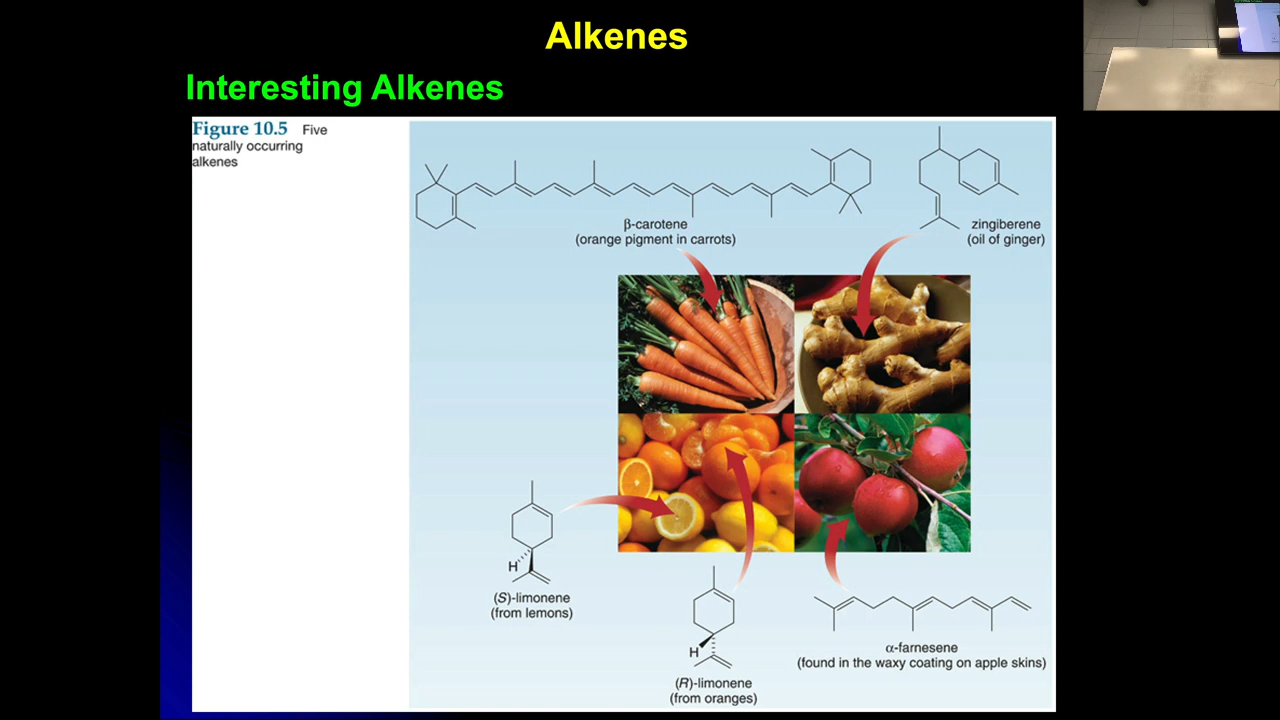 Alkenes
Interesting Alkenes
Figure 10.5 Five
naturally occurring
alkenes
β-carotene
(orange pigment in carrots)
zingiberene
(oil of ginger)
H
(S)-limonene
(from lemons)
H
(R)-limonene
(from oranges)
α-farnesene
(found in the waxy coating on apple skins)